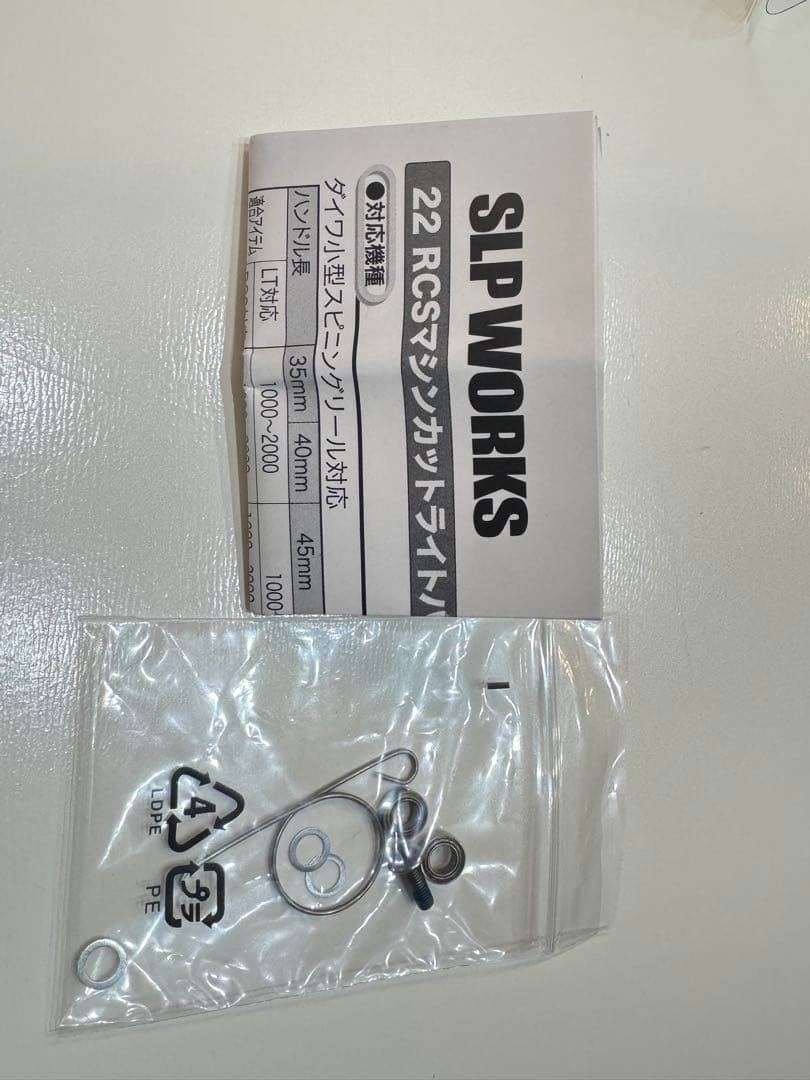 SLP WORKS
22 RCSマシンカットライトハ
●対応機種
ダイワ小型スピニングリール対応
ハンドル長 35mm 40mm 45mm
適合アイテム LT対応 1000~2000 1000~
4
LDPE
プラ
PE